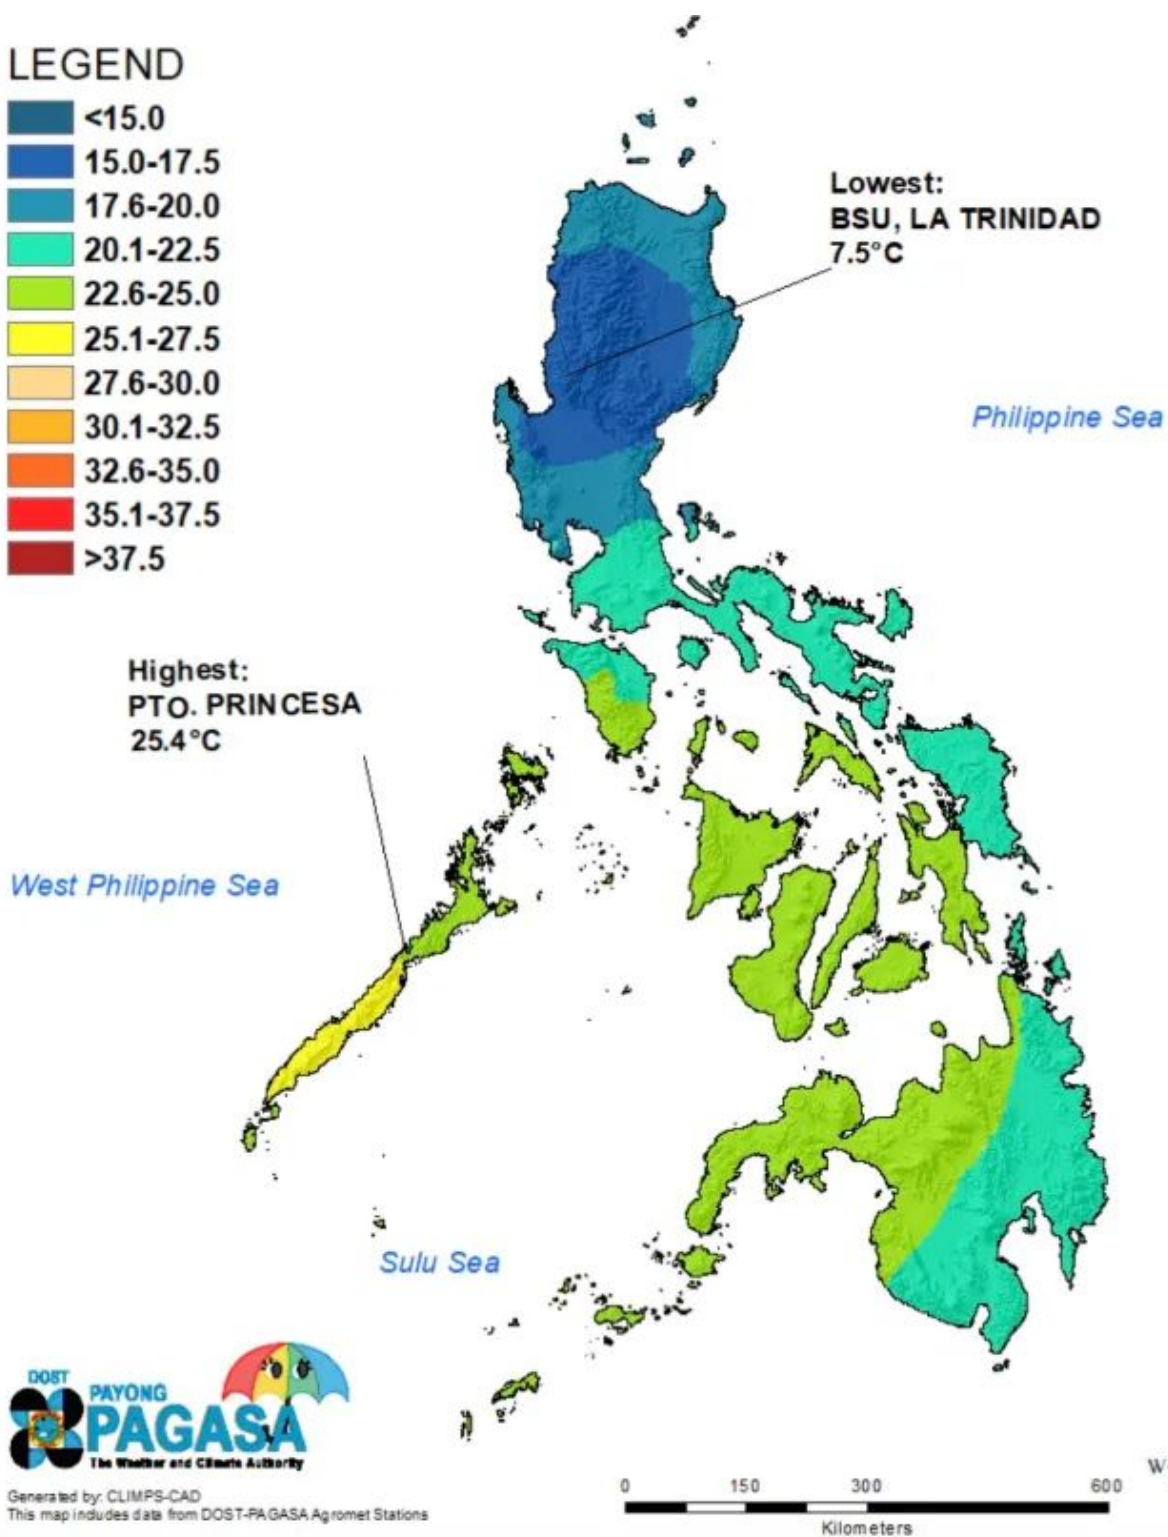 LEGEND
<15.0
15.0-17.5
17.6-20.0
20.1-22.5
22.6-25.0
25.1-27.5
27.6-30.0
30.1-32.5
32.6-35.0
35.1-37.5
>37.5
Lowest:
BSU, LA TRINIDAD
7.5°C
Philippine Sea
Highest:
PTO. PRINCESA
25.4°C
West Philippine Sea
Sulu Sea
DOST
PAYONG
PAGASA
The Weather and Climate Authority
Generated by: CLIMPS-CAD
This map includes data from DOST-PAGASA Agromet Stations
W
0 150 300 600
Kilometers